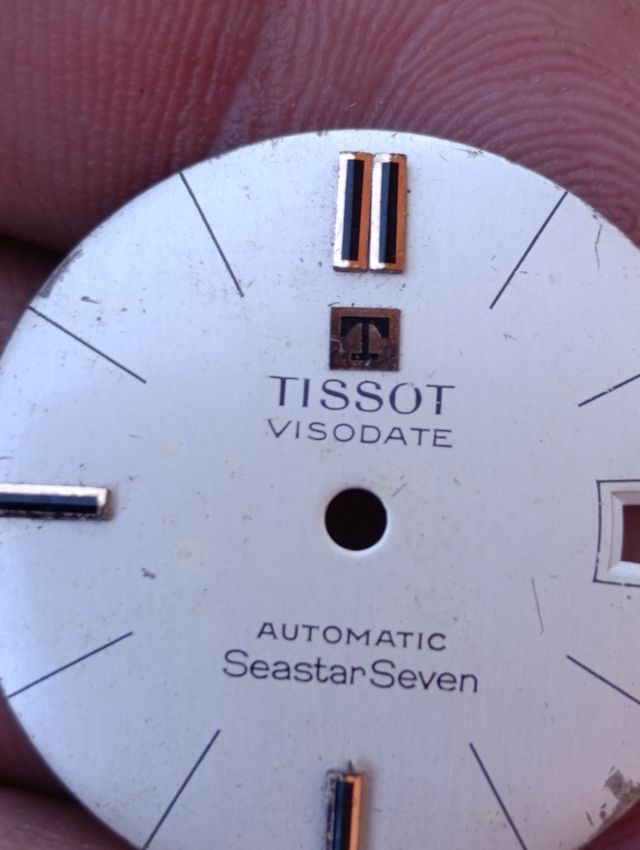 T
TISSOT
VISODATE
AUTOMATIC
SeastarSeven